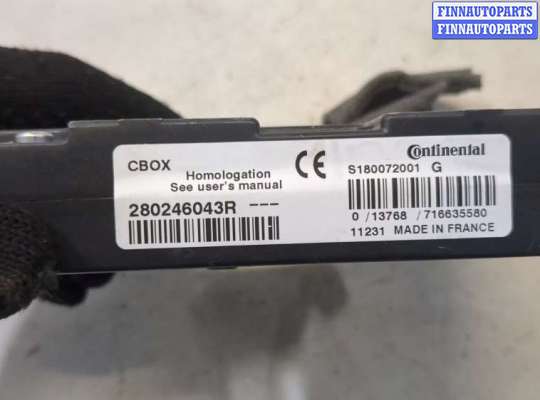 FINNAUTOPARTS
FINNAUTOPARTS
CBOX
Homologation
See user's manual
CE
Continental
S180072001 G
280246043R ---
0 /13768 /716635580
11231 MADE IN FRANCE